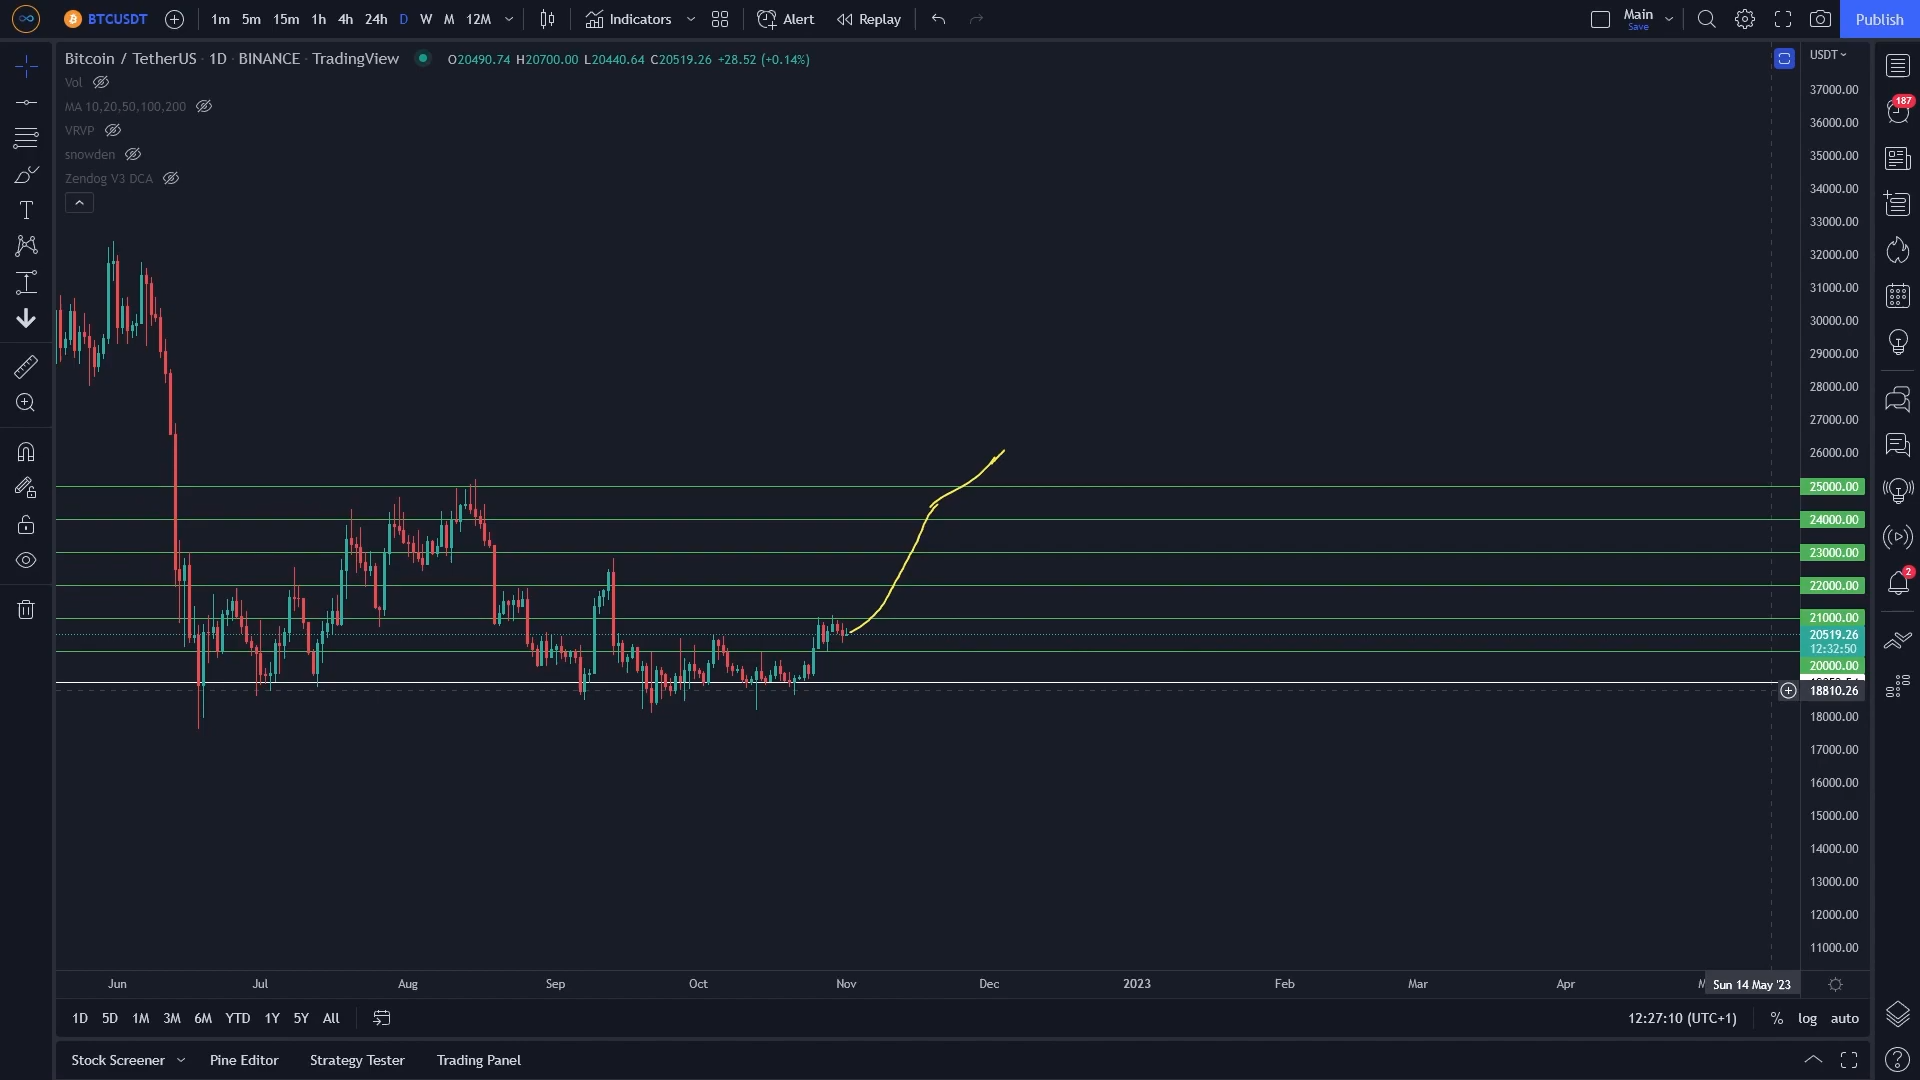 BTCUSDT 1m 5m 15m 1h 4h 24h D W M 12M Indicators Alert Replay Main Publish
Save
Bitcoin / TetherUS · 1D · BINANCE · TradingView O20490.74 H20700.00 L20440.64 C20519.26 +28.52 (+0.14%) USDT
Vol
MA 10,20,50,100,200
VRVP
snowden
Zendog V3 DCA
37000.00
36000.00
35000.00
34000.00
33000.00
32000.00
31000.00
30000.00
29000.00
28000.00
27000.00
26000.00
25000.00
24000.00
23000.00
22000.00
21000.00
20519.26
12:32:50
20000.00
18810.26
18000.00
17000.00
16000.00
15000.00
14000.00
13000.00
12000.00
11000.00
187
2
Jun Jul Aug Sep Oct Nov Dec 2023 Feb Mar Apr Sun 14 May '23
1D 5D 1M 3M 6M YTD 1Y 5Y All 12:27:10 (UTC+1) % log auto
Stock Screener Pine Editor Strategy Tester Trading Panel